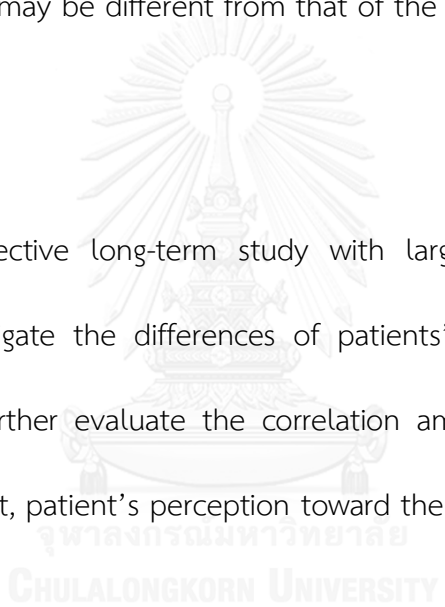 may be different from that of the
ective long-term study with larg
gate the differences of patients'
rther evaluate the correlation an
t, patient's perception toward the
จุฬาลงกรณ์มหาวิทยาลัย
CHULALONGKORN UNIVERSITY